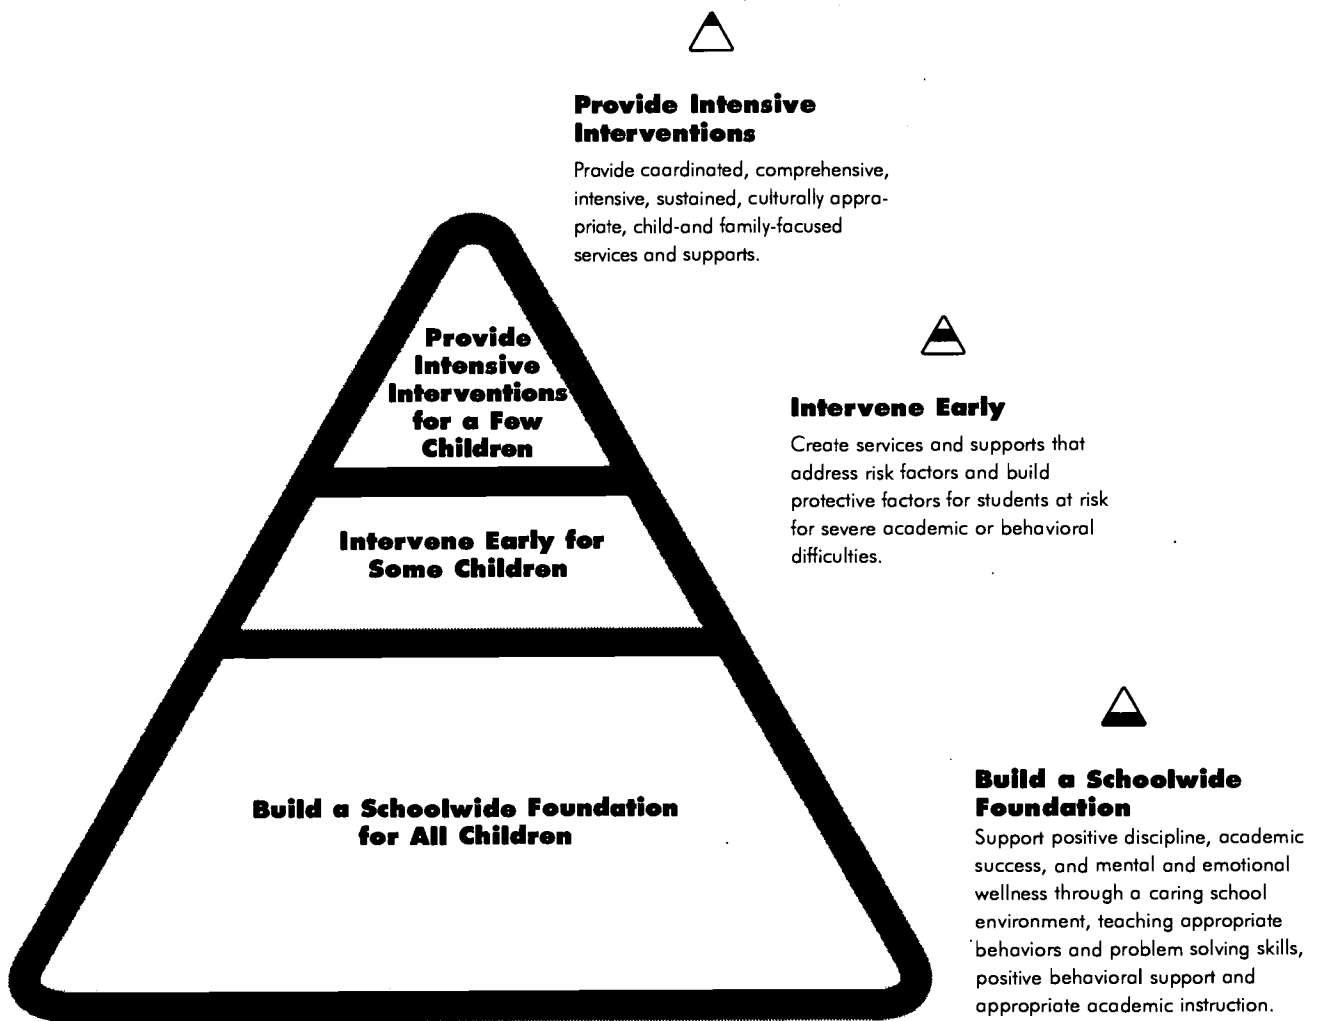 Provide Intensive
Interventions
Provide coordinated, comprehensive,
intensive, sustained, culturally appro-
priate, child-and family-focused
services and supports.
Provide
Intensive
Interventions
for a Few
Children
Intervene Early
Create services and supports that
address risk factors and build
protective factors for students at risk
for severe academic or behavioral
difficulties.
Intervene Early for
Some Children
Build a Schoolwide
Foundation
Support positive discipline, academic
success, and mental and emotional
wellness through a caring school
environment, teaching appropriate
behaviors and problem solving skills,
positive behavioral support and
appropriate academic instruction.
Build a Schoolwide Foundation
for All Children